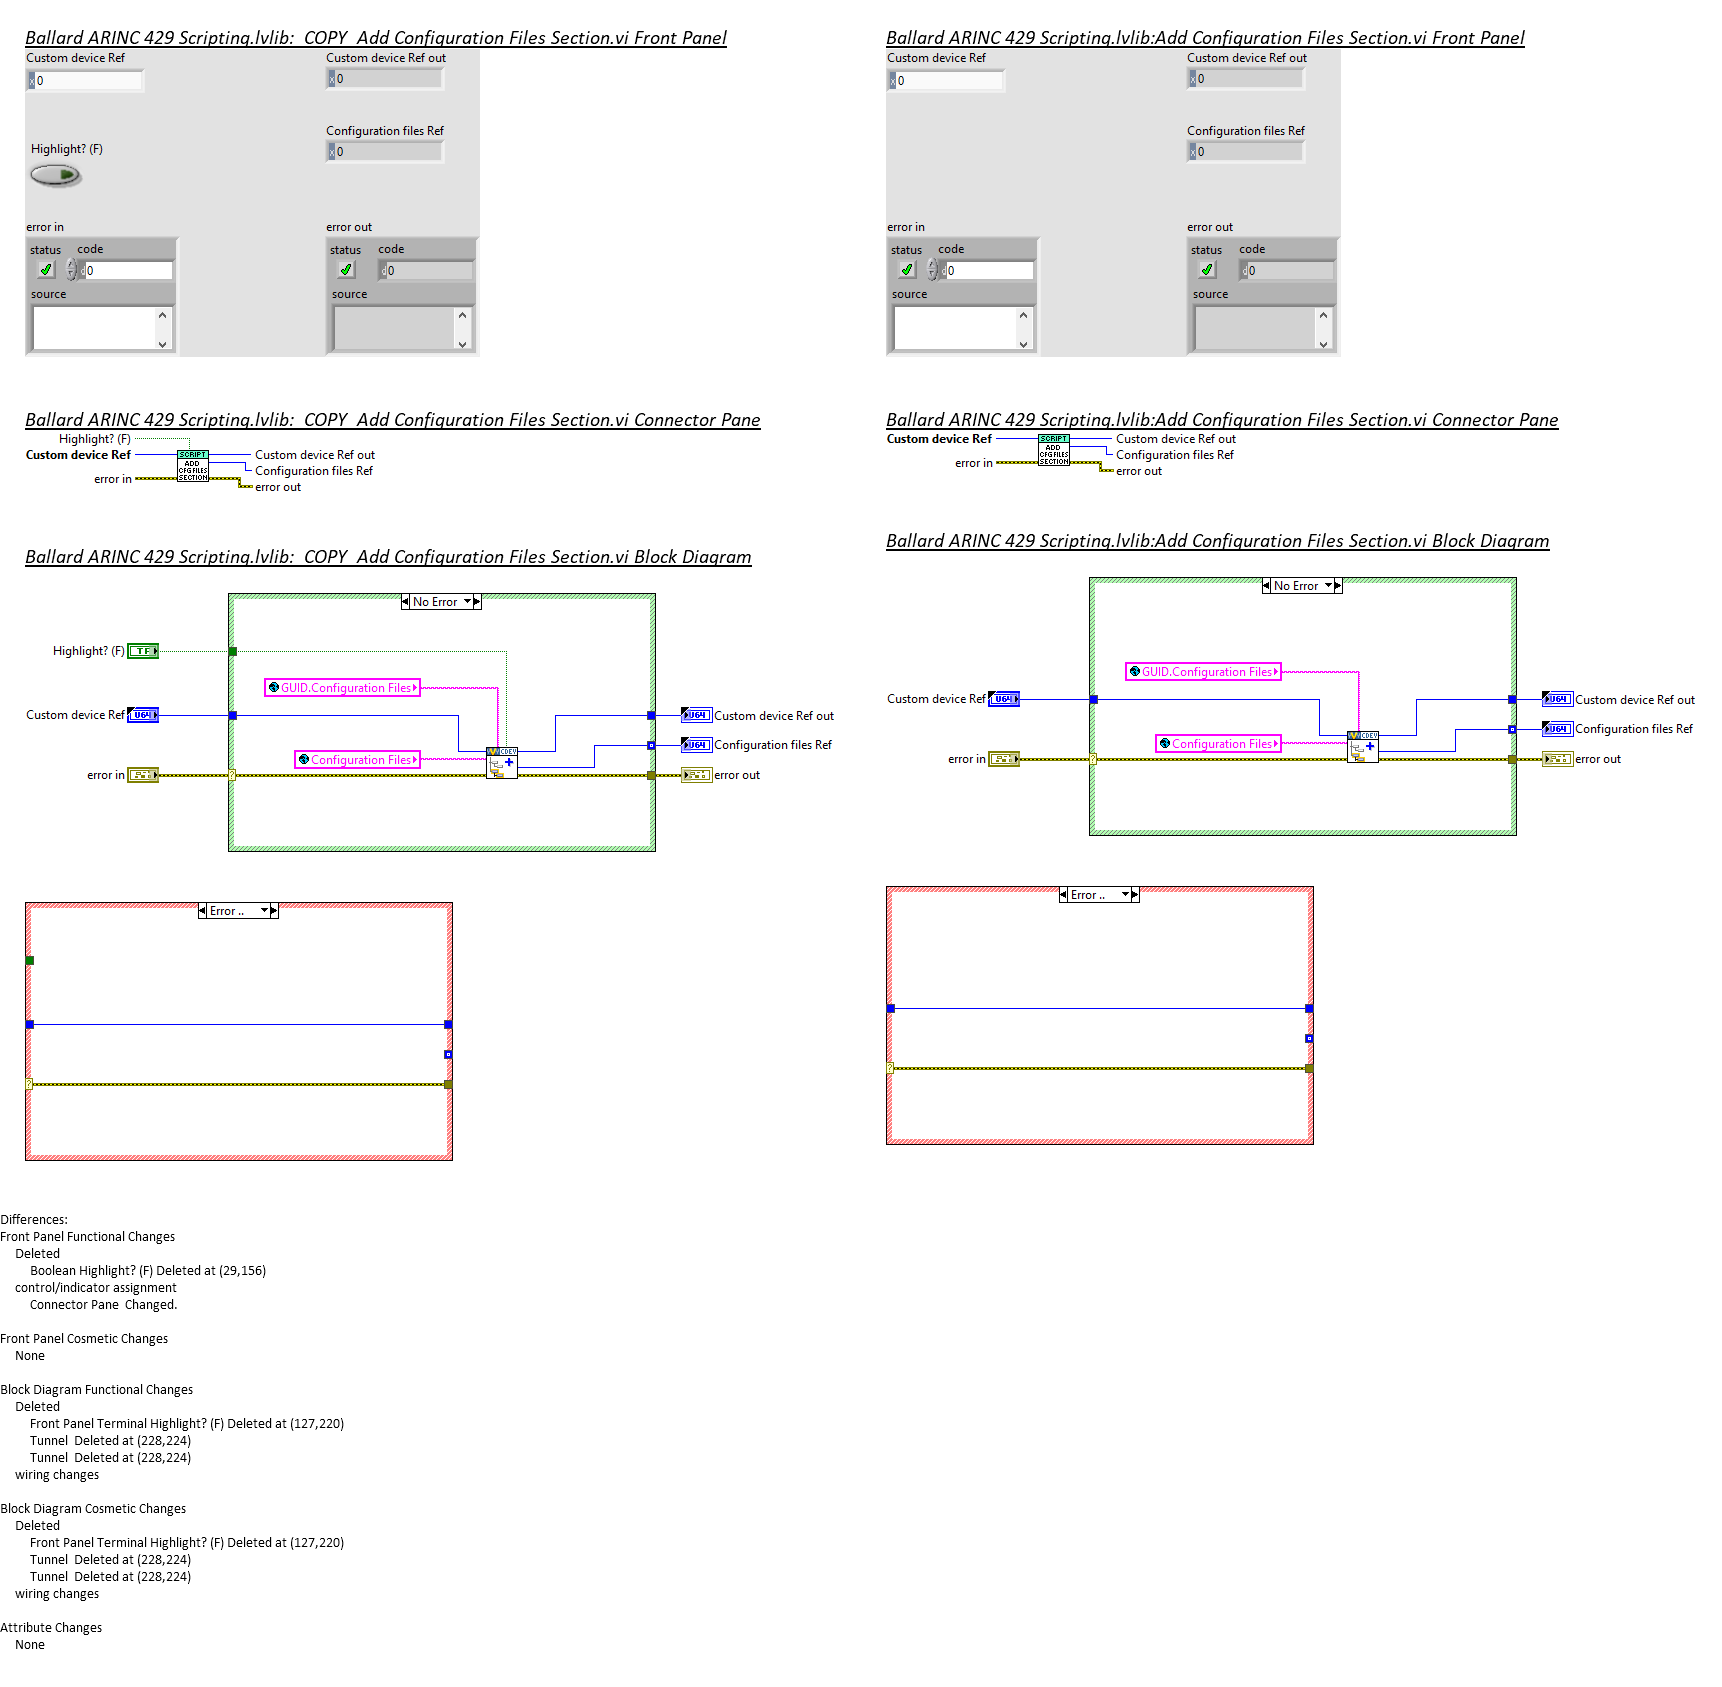 Ballard ARINC 429 Scripting.lvlib:  COPY  Add Configuration Files Section.vi Front Panel
Custom device Ref
x 0
Custom device Ref out
x 0
Configuration files Ref
x 0
Highlight? (F)
error in
status
code
d 0
source
error out
status
code
d 0
source
Ballard ARINC 429 Scripting.lvlib:Add Configuration Files Section.vi Front Panel
Custom device Ref
x 0
Custom device Ref out
x 0
Configuration files Ref
x 0
error in
status
code
d 0
source
error out
status
code
d 0
source
Ballard ARINC 429 Scripting.lvlib:  COPY  Add Configuration Files Section.vi Connector Pane
Highlight? (F)
Custom device Ref
error in
SCRIPT
ADD
CFG FILES
SECTION
Custom device Ref out
Configuration files Ref
error out
Ballard ARINC 429 Scripting.lvlib:Add Configuration Files Section.vi Connector Pane
Custom device Ref
error in
SCRIPT
ADD
CFG FILES
SECTION
Custom device Ref out
Configuration files Ref
error out
Ballard ARINC 429 Scripting.lvlib:  COPY  Add Configuration Files Section.vi Block Diagram
No Error
Highlight? (F)
TF
GUID.Configuration Files
Custom device Ref
U64
Configuration Files
CDEV
error in
?
U64
Custom device Ref out
U64
Configuration files Ref
error out
Error ..
?
Ballard ARINC 429 Scripting.lvlib:Add Configuration Files Section.vi Block Diagram
No Error
GUID.Configuration Files
Custom device Ref
U64
Configuration Files
CDEV
error in
?
U64
Custom device Ref out
U64
Configuration files Ref
error out
Error ..
?
Differences:
Front Panel Functional Changes
Deleted
Boolean Highlight? (F) Deleted at (29,156)
control/indicator assignment
Connector Pane  Changed.
Front Panel Cosmetic Changes
None
Block Diagram Functional Changes
Deleted
Front Panel Terminal Highlight? (F) Deleted at (127,220)
Tunnel  Deleted at (228,224)
Tunnel  Deleted at (228,224)
wiring changes
Block Diagram Cosmetic Changes
Deleted
Front Panel Terminal Highlight? (F) Deleted at (127,220)
Tunnel  Deleted at (228,224)
Tunnel  Deleted at (228,224)
wiring changes
Attribute Changes
None